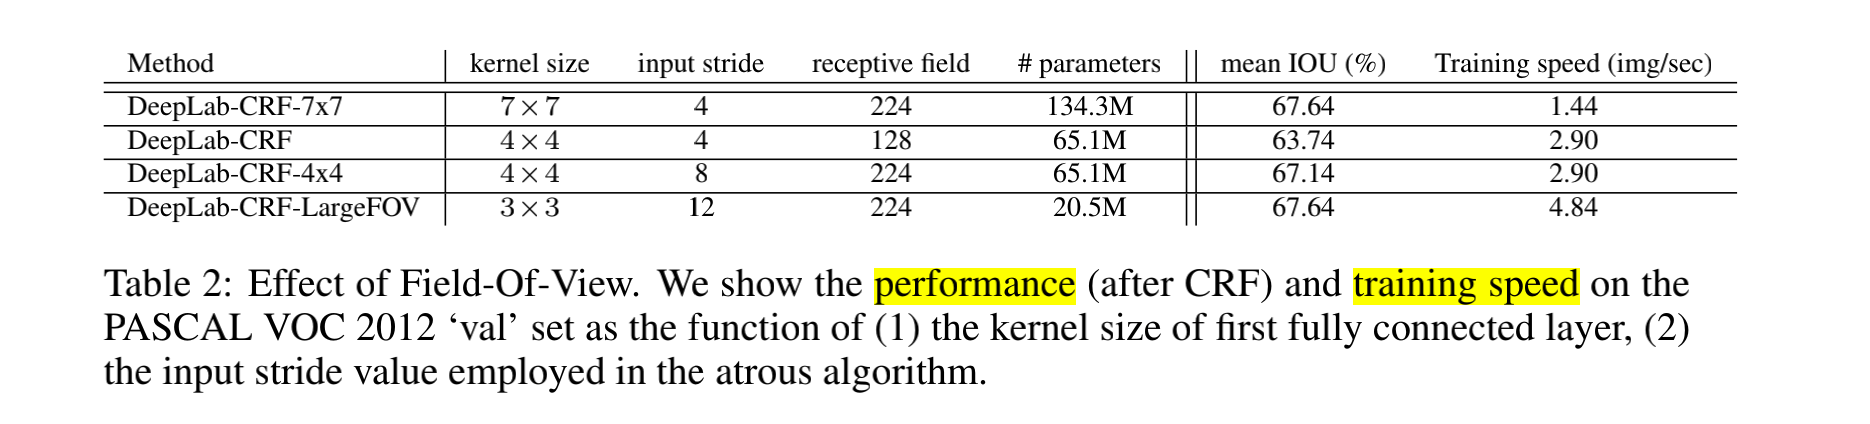 Method kernel size input stride receptive field # parameters mean IOU (%) Training speed (img/sec)
DeepLab-CRF-7x7 7×7 4 224 134.3M 67.64 1.44
DeepLab-CRF 4×4 4 128 65.1M 63.74 2.90
DeepLab-CRF-4x4 4×4 8 224 65.1M 67.14 2.90
DeepLab-CRF-LargeFOV 3×3 12 224 20.5M 67.64 4.84
Table 2: Effect of Field-Of-View. We show the performance (after CRF) and training speed on the
PASCAL VOC 2012 ‘val’ set as the function of (1) the kernel size of first fully connected layer, (2)
the input stride value employed in the atrous algorithm.